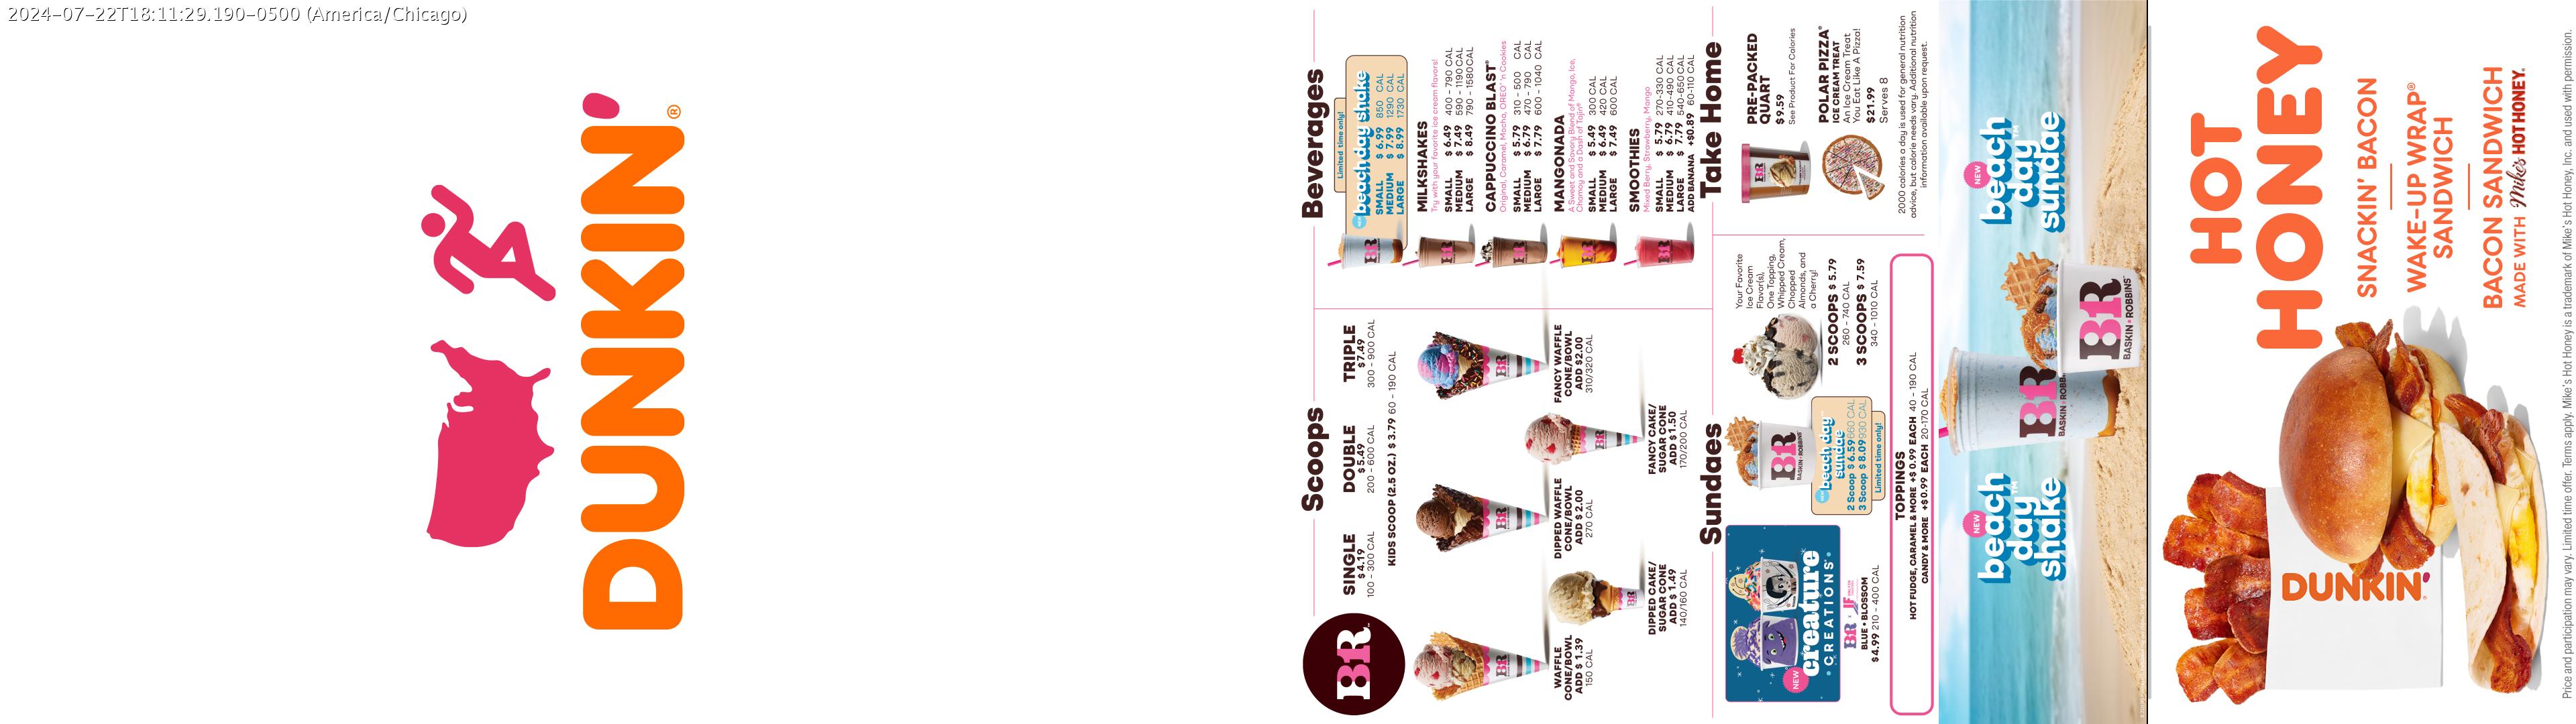 2024-07-22T18:11:29.190-0500 (America/Chicago)
DUNKIN'®
BR
Scoops
SINGLE
$ 4.19
100 - 300 CAL
DOUBLE
$ 5.49
200 - 600 CAL
TRIPLE
$ 7.49
300 - 900 CAL
KIDS SCOOP (2.5 OZ.) $ 3.79 60 - 190 CAL
WAFFLE
CONE/BOWL
ADD $ 1.39
150 CAL
DIPPED CAKE/
SUGAR CONE
ADD $ 1.49
140/160 CAL
DIPPED WAFFLE
CONE/BOWL
ADD $ 2.00
270 CAL
FANCY CAKE/
SUGAR CONE
ADD $ 1.50
170/200 CAL
FANCY WAFFLE
CONE/BOWL
ADD $2.00
310/320 CAL
Beverages
Limited time only!
beach day shake
SMALL $ 6.99 850 CAL
MEDIUM $ 7.99 1290 CAL
LARGE $ 8.99 1730 CAL
MILKSHAKES
Try with your favorite ice cream flavors!
SMALL $ 6.49 400 - 790 CAL
MEDIUM $ 7.49 590 - 1190 CAL
LARGE $ 8.49 790 - 1580 CAL
CAPPUCCINO BLAST®
Original, Caramel, Mocha, OREO® 'n Cookies
SMALL $ 5.79 310 - 500 CAL
MEDIUM $ 6.79 470 - 790 CAL
LARGE $ 7.79 600 - 1040 CAL
MANGONADA
A Sweet and Savory Blend of Mango, Ice,
Chamoy and a Dash of Tajín®
SMALL $ 5.49 300 CAL
MEDIUM $ 6.49 420 CAL
LARGE $ 7.49 600 CAL
SMOOTHIES
Mixed Berry, Strawberry, Mango
SMALL $ 5.79 270-330 CAL
MEDIUM $ 6.79 410-490 CAL
LARGE $ 7.79 540-650 CAL
ADD BANANA +$0.89 60-110 CAL
Sundaes
NEW
creature
CREATIONS
BR
BLUE • BLOSSOM
$ 4.99 210 - 400 CAL
BR
BASKIN • ROBBINS
beach day
sundae
2 Scoop $ 6.59 660 CAL
3 Scoop $ 8.09 930 CAL
Limited time only!
Your Favorite
Ice Cream
Flavor(s),
One Topping,
Whipped Cream,
Chopped
Almonds, and
a Cherry!
2 SCOOPS $ 5.79
260 - 740 CAL
3 SCOOPS $ 7.59
340 - 1010 CAL
TOPPINGS
HOT FUDGE, CARAMEL & MORE +$ 0.99 EACH 40 - 190 CAL
CANDY & MORE +$ 0.99 EACH 20-170 CAL
Take Home
PRE-PACKED
QUART
$ 9.59
See Product For Calories
POLAR PIZZA®
ICE CREAM TREAT
An Ice Cream Treat
You Eat Like A Pizza!
$ 21.99
Serves 8
2000 calories a day is used for general nutrition
advice, but calorie needs vary. Additional nutrition
information available upon request.
NEW
beach
day™
shake
BR
BASKIN • ROBB
BR
BASKIN • ROBBINS
NEW
beach
day™
sundae
HOT
HONEY
SNACKIN' BACON
WAKE-UP WRAP®
SANDWICH
BACON SANDWICH
MADE WITH Mike's HOT HONEY.
DUNKIN'
Price and participation may vary. Limited time offer. Terms apply. Mike's Hot Honey is a trademark of Mike's Hot Honey, Inc. and used with permission.